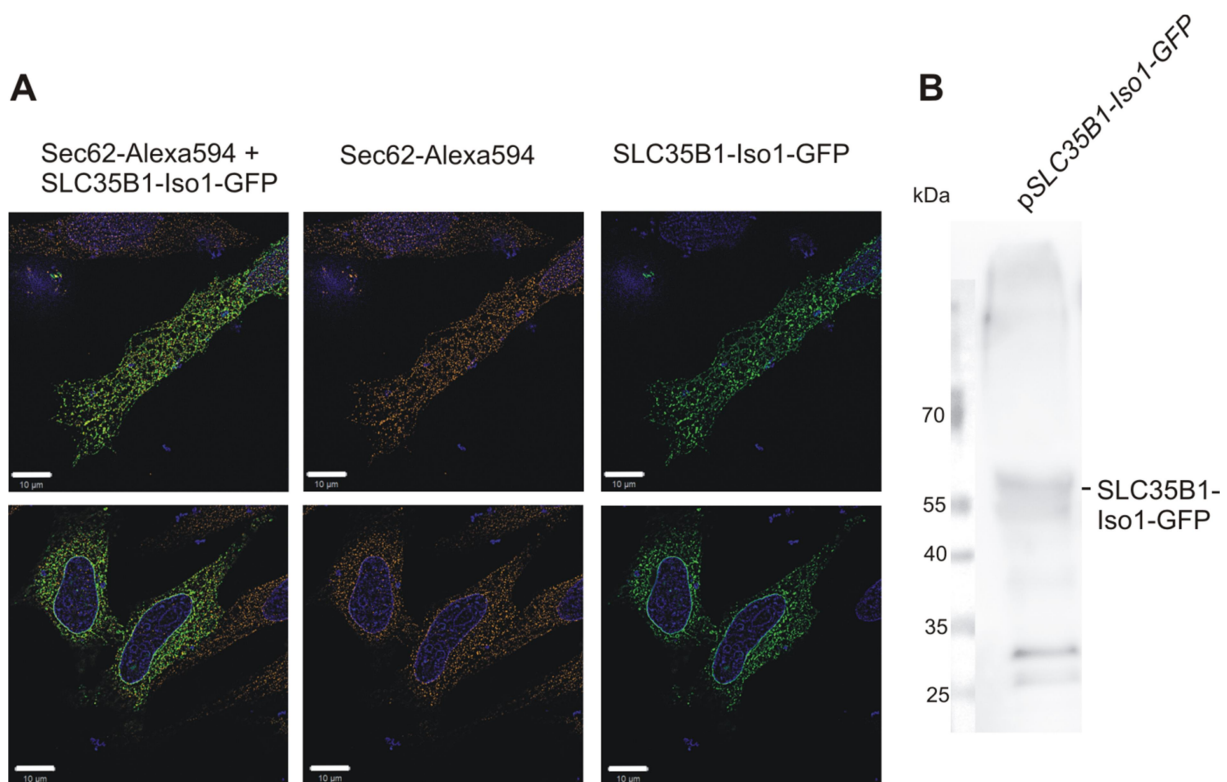 A
Sec62-Alexa594 +
SLC35B1-Iso1-GFP
Sec62-Alexa594
SLC35B1-Iso1-GFP
10 µm
10 µm
10 µm
10 µm
10 µm
10 µm
B
pSLC35B1-Iso1-GFP
kDa
70
55
40
35
25
SLC35B1-
Iso1-GFP